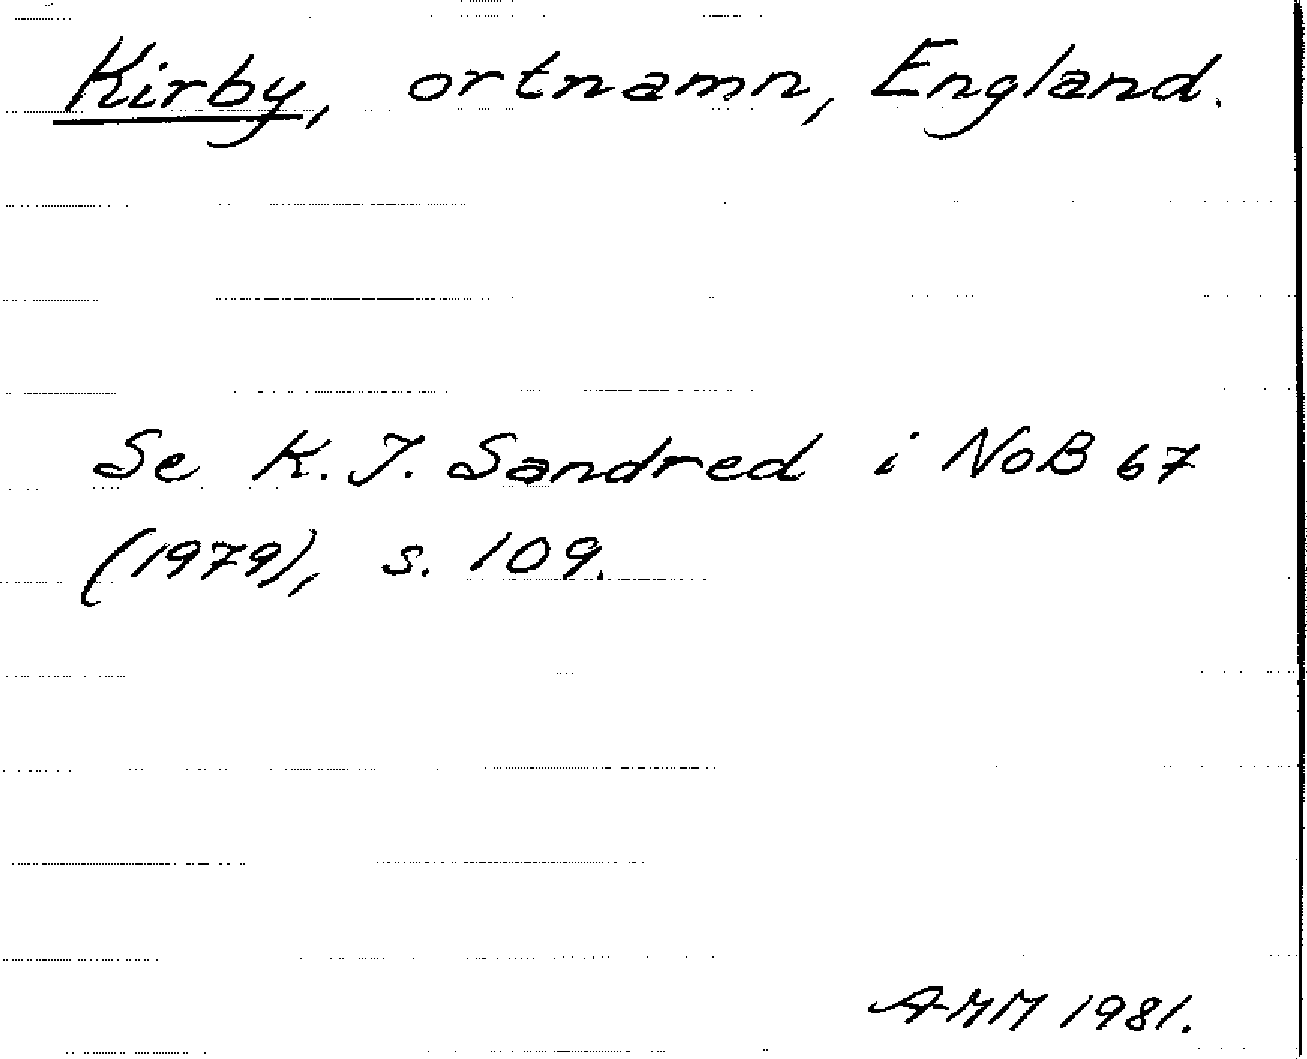 Kirby, ortnamn, England.
Se K. J. Sandred i NoB 67
(1979), s. 109.
AMM 1981.